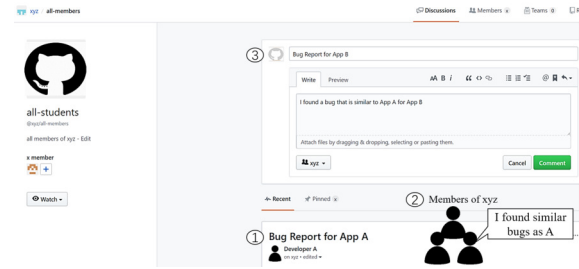 xyz / all-members
Discussions
Members x
Teams 0
all-students
@xyz/all-members
all members of xyz - Edit
x member
+
Watch
3
Bug Report for App B
Write Preview
AA B i
I found a bug that is similar to App A for App B
Attach files by dragging & dropping, selecting or pasting them.
xyz
Cancel Comment
Recent
Pinned x
2 Members of xyz
1 Bug Report for App A
Developer A
on xyz • edited
I found similar
bugs as A